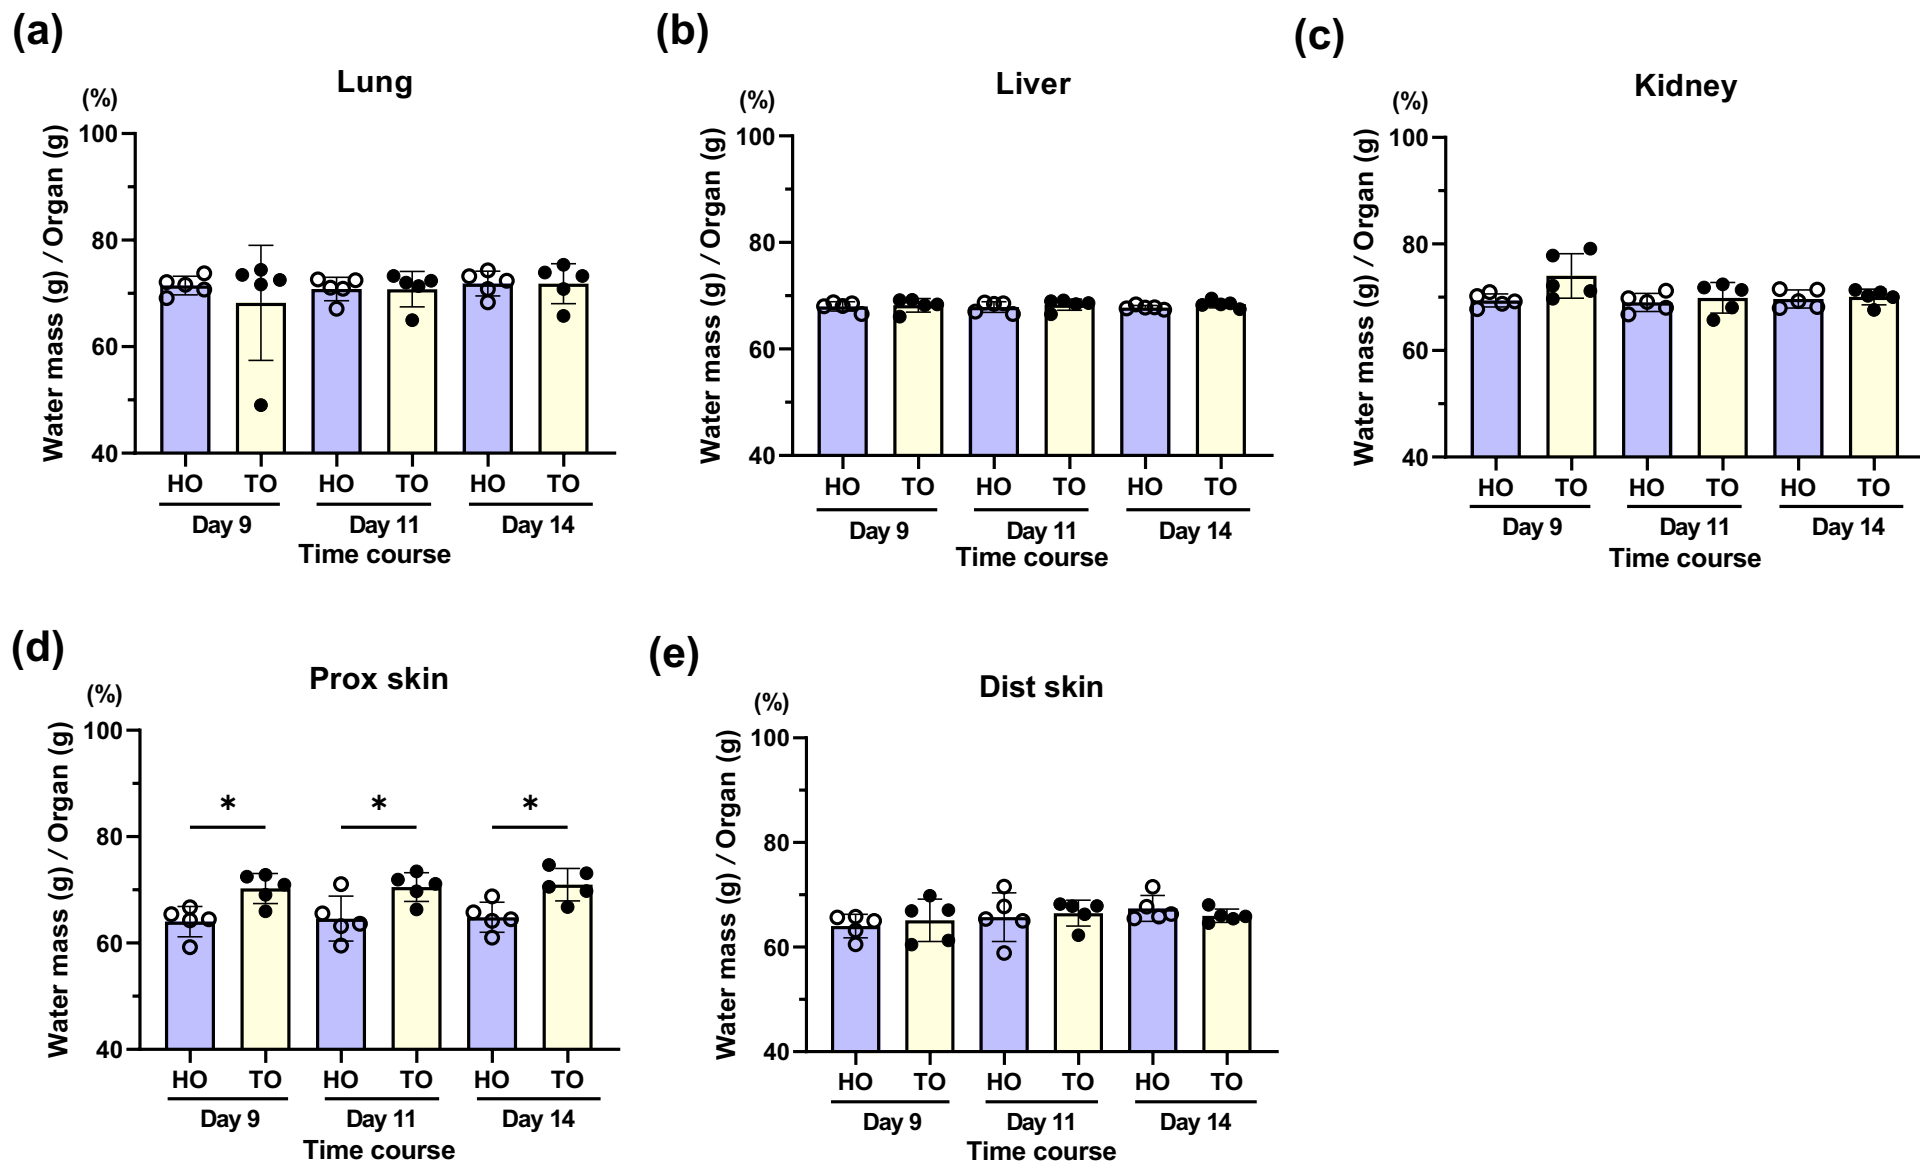 (a)
Lung
(%)
Water mass (g) / Organ (g)
100
80
60
40
HO TO HO TO HO TO
Day 9 Day 11 Day 14
Time course
(b)
Liver
(%)
Water mass (g) / Organ (g)
100
80
60
40
HO TO HO TO HO TO
Day 9 Day 11 Day 14
Time course
(c)
Kidney
(%)
Water mass (g) / Organ (g)
100
80
60
40
HO TO HO TO HO TO
Day 9 Day 11 Day 14
Time course
(d)
Prox skin
(%)
Water mass (g) / Organ (g)
100
80
60
40
* * *
HO TO HO TO HO TO
Day 9 Day 11 Day 14
Time course
(e)
Dist skin
(%)
Water mass (g) / Organ (g)
100
80
60
40
HO TO HO TO HO TO
Day 9 Day 11 Day 14
Time course